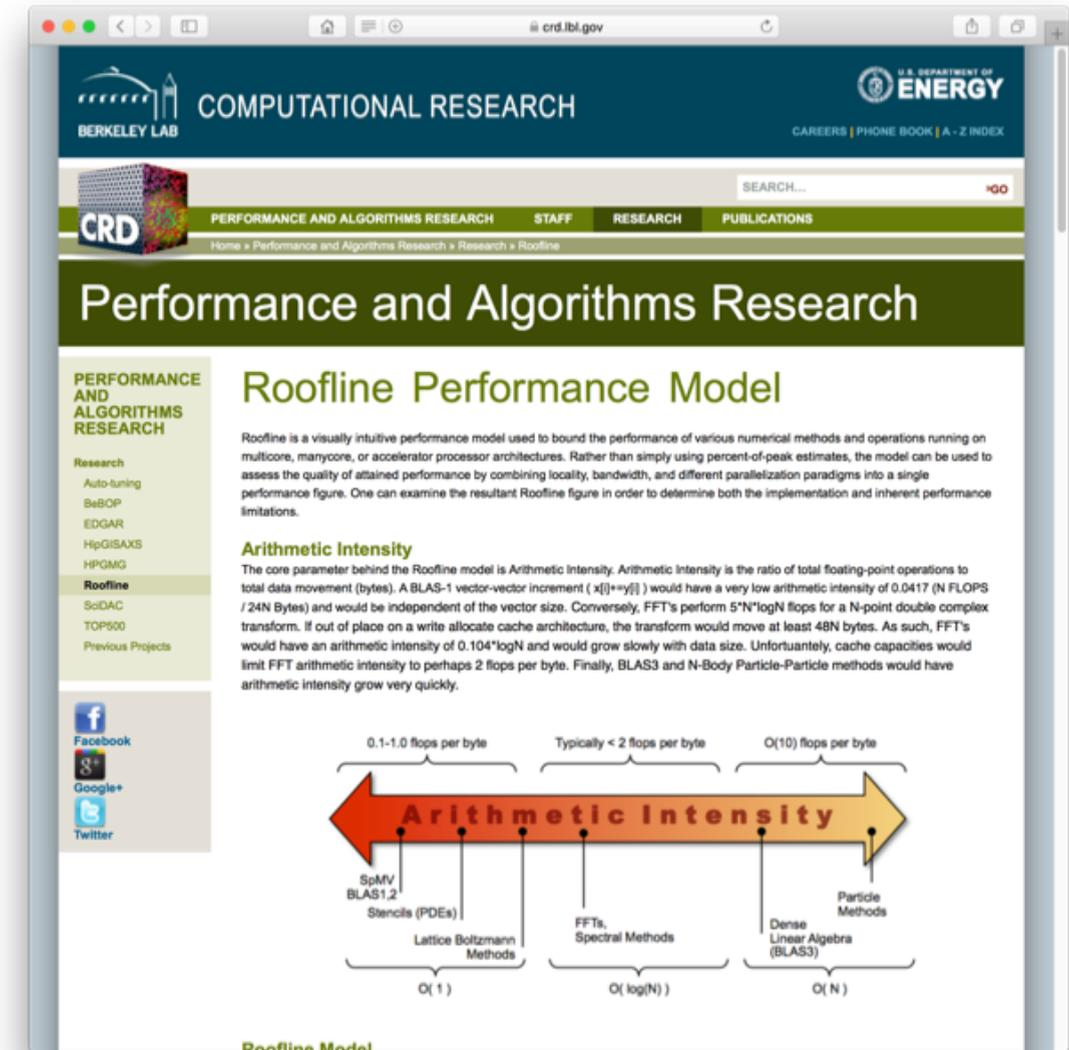 crd.lbl.gov
BERKELEY LAB
COMPUTATIONAL RESEARCH
U.S. DEPARTMENT OF
ENERGY
CAREERS | PHONE BOOK | A - Z INDEX
SEARCH...
»GO
CRD
PERFORMANCE AND ALGORITHMS RESEARCH STAFF RESEARCH PUBLICATIONS
Home » Performance and Algorithms Research » Research » Roofline
Performance and Algorithms Research
PERFORMANCE
AND
ALGORITHMS
RESEARCH
Research
Auto-tuning
BeBOP
EDGAR
HipGISAXS
HPGMG
Roofline
SciDAC
TOP500
Previous Projects
Facebook
Google+
Twitter
Roofline Performance Model
Roofline is a visually intuitive performance model used to bound the performance of various numerical methods and operations running on
multicore, manycore, or accelerator processor architectures. Rather than simply using percent-of-peak estimates, the model can be used to
assess the quality of attained performance by combining locality, bandwidth, and different parallelization paradigms into a single
performance figure. One can examine the resultant Roofline figure in order to determine both the implementation and inherent performance
limitations.
Arithmetic Intensity
The core parameter behind the Roofline model is Arithmetic Intensity. Arithmetic Intensity is the ratio of total floating-point operations to
total data movement (bytes). A BLAS-1 vector-vector increment ( x[i]+=y[i] ) would have a very low arithmetic intensity of 0.0417 (N FLOPS
/ 24N Bytes) and would be independent of the vector size. Conversely, FFT's perform 5*N*logN flops for a N-point double complex
transform. If out of place on a write allocate cache architecture, the transform would move at least 48N bytes. As such, FFT's
would have an arithmetic intensity of 0.104*logN and would grow slowly with data size. Unfortuantely, cache capacities would
limit FFT arithmetic intensity to perhaps 2 flops per byte. Finally, BLAS3 and N-Body Particle-Particle methods would have
arithmetic intensity grow very quickly.
0.1-1.0 flops per byte
Typically < 2 flops per byte
O(10) flops per byte
Arithmetic Intensity
SpMV
BLAS1,2
Stencils (PDEs)
Lattice Boltzmann
Methods
FFTs,
Spectral Methods
Dense
Linear Algebra
(BLAS3)
Particle
Methods
O( 1 )
O( log(N) )
O( N )
Roofline Model